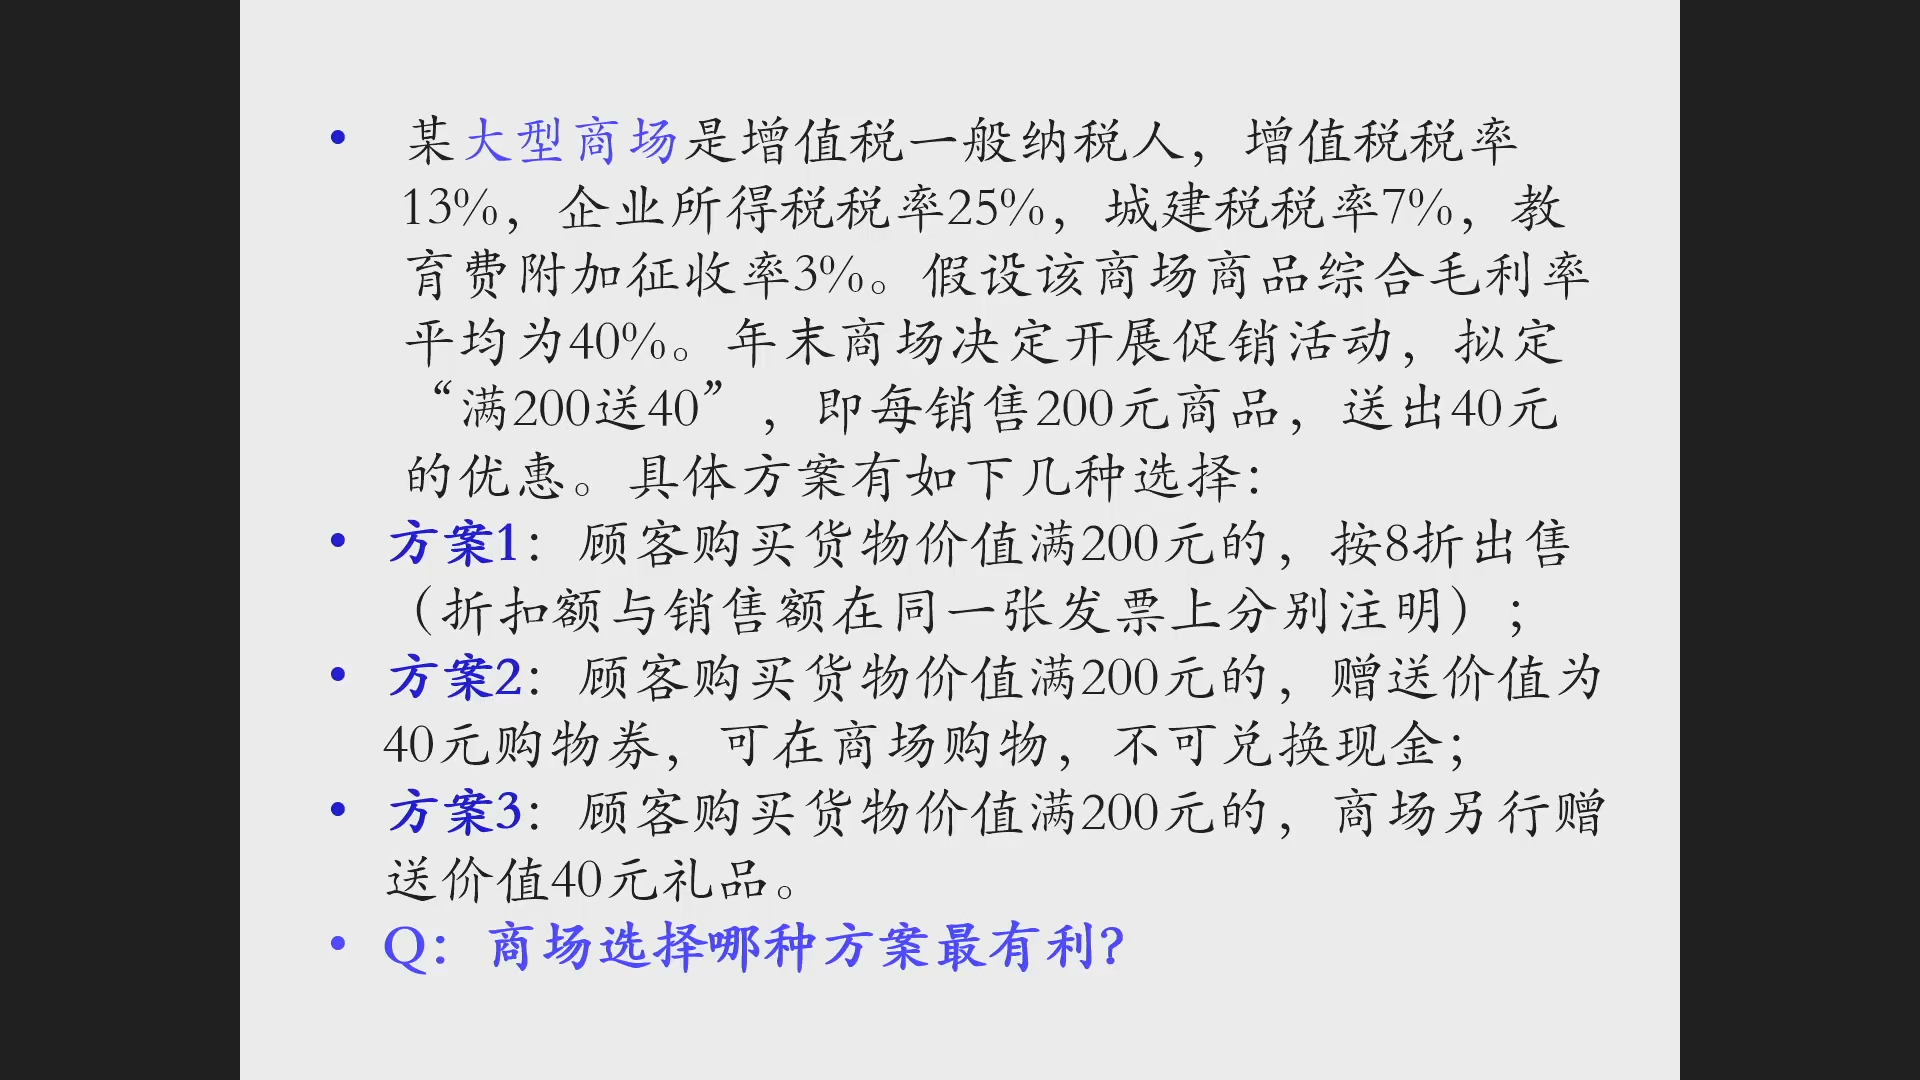 • 某大型商场是增值税一般纳税人，增值税税率
13%，企业所得税税率25%，城建税税率7%，教
育费附加征收率3%。假设该商场商品综合毛利率
平均为40%。年末商场决定开展促销活动，拟定
“满200送40”，即每销售200元商品，送出40元
的优惠。具体方案有如下几种选择：
• 方案1：顾客购买货物价值满200元的，按8折出售
（折扣额与销售额在同一张发票上分别注明）；
• 方案2：顾客购买货物价值满200元的，赠送价值为
40元购物券，可在商场购物，不可兑换现金；
• 方案3：顾客购买货物价值满200元的，商场另行赠
送价值40元礼品。
• Q：商场选择哪种方案最有利？